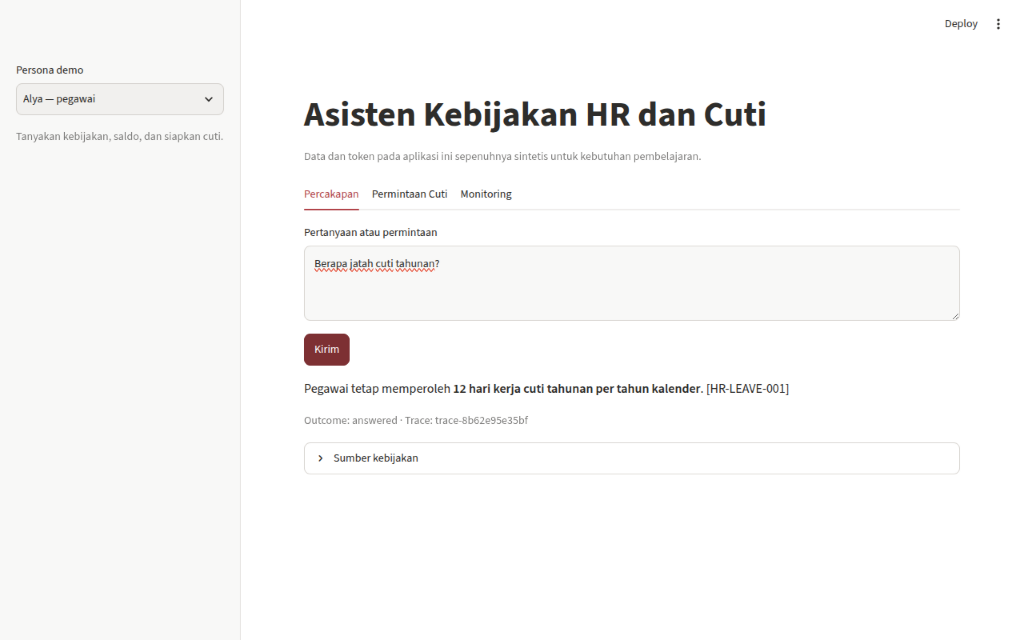 Deploy
Persona demo
Alya — pegawai
Tanyakan kebijakan, saldo, dan siapkan cuti.
Asisten Kebijakan HR dan Cuti
Data dan token pada aplikasi ini sepenuhnya sintetis untuk kebutuhan pembelajaran.
Percakapan Permintaan Cuti Monitoring
Pertanyaan atau permintaan
Berapa jatah cuti tahunan?
Kirim
Pegawai tetap memperoleh 12 hari kerja cuti tahunan per tahun kalender. [HR-LEAVE-001]
Outcome: answered · Trace: trace-8b62e95e35bf
Sumber kebijakan